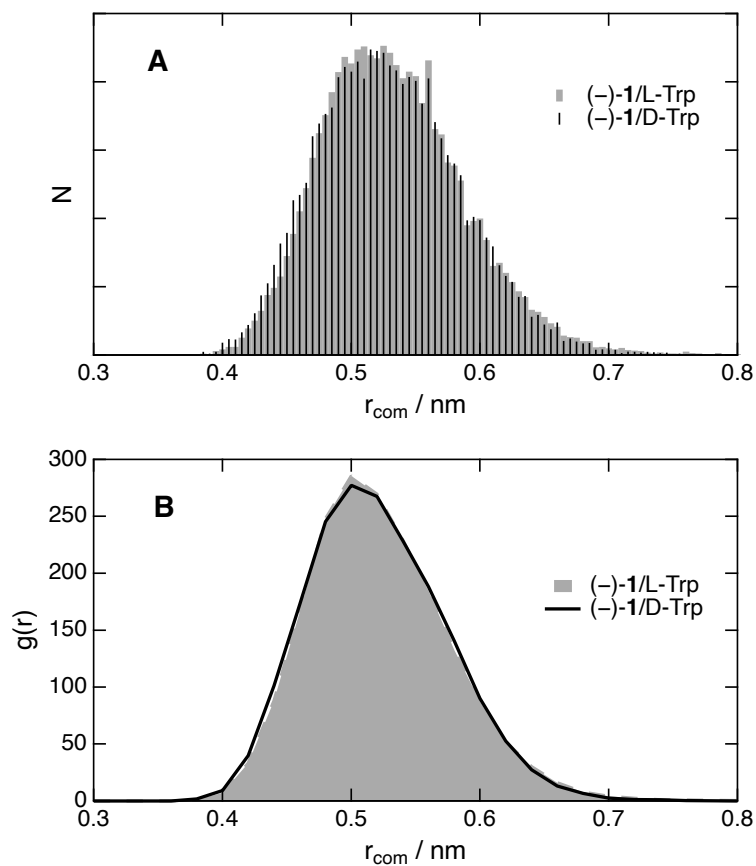 A
(–)-1/L-Trp
(–)-1/D-Trp
N
0.3 0.4 0.5 0.6 0.7 0.8
r_com / nm
B
300
250
200
150
100
50
0
(–)-1/L-Trp
(–)-1/D-Trp
g(r)
0.3 0.4 0.5 0.6 0.7 0.8
r_com / nm